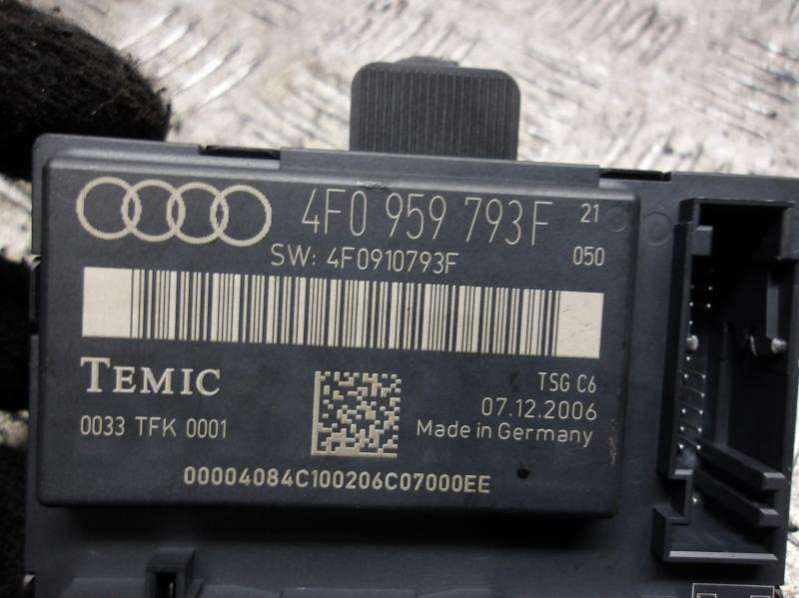 4F0 959 793F 21
SW: 4F0910793F 050
TEMIC
TSG C6
07.12.2006
0033 TFK 0001
Made in Germany
00004084C100206C07000EE